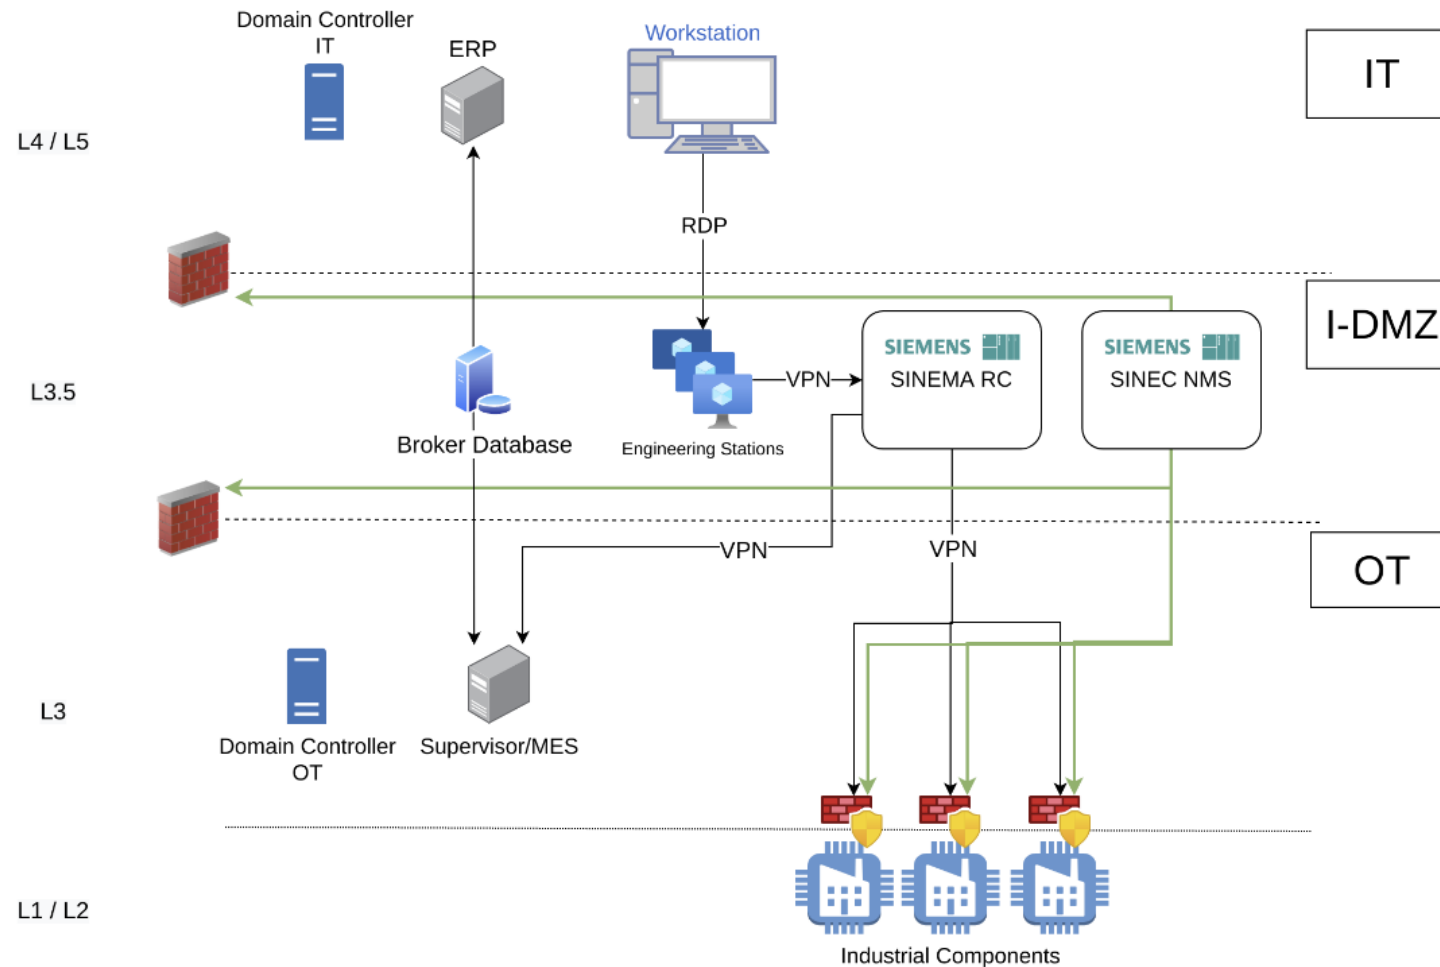 Domain Controller
IT
ERP
Workstation
IT
L4 / L5
RDP
I-DMZ
SIEMENS
SINEMA RC
SIEMENS
SINEC NMS
VPN
L3.5
Broker Database
Engineering Stations
VPN
VPN
OT
L3
Domain Controller
OT
Supervisor/MES
L1 / L2
Industrial Components